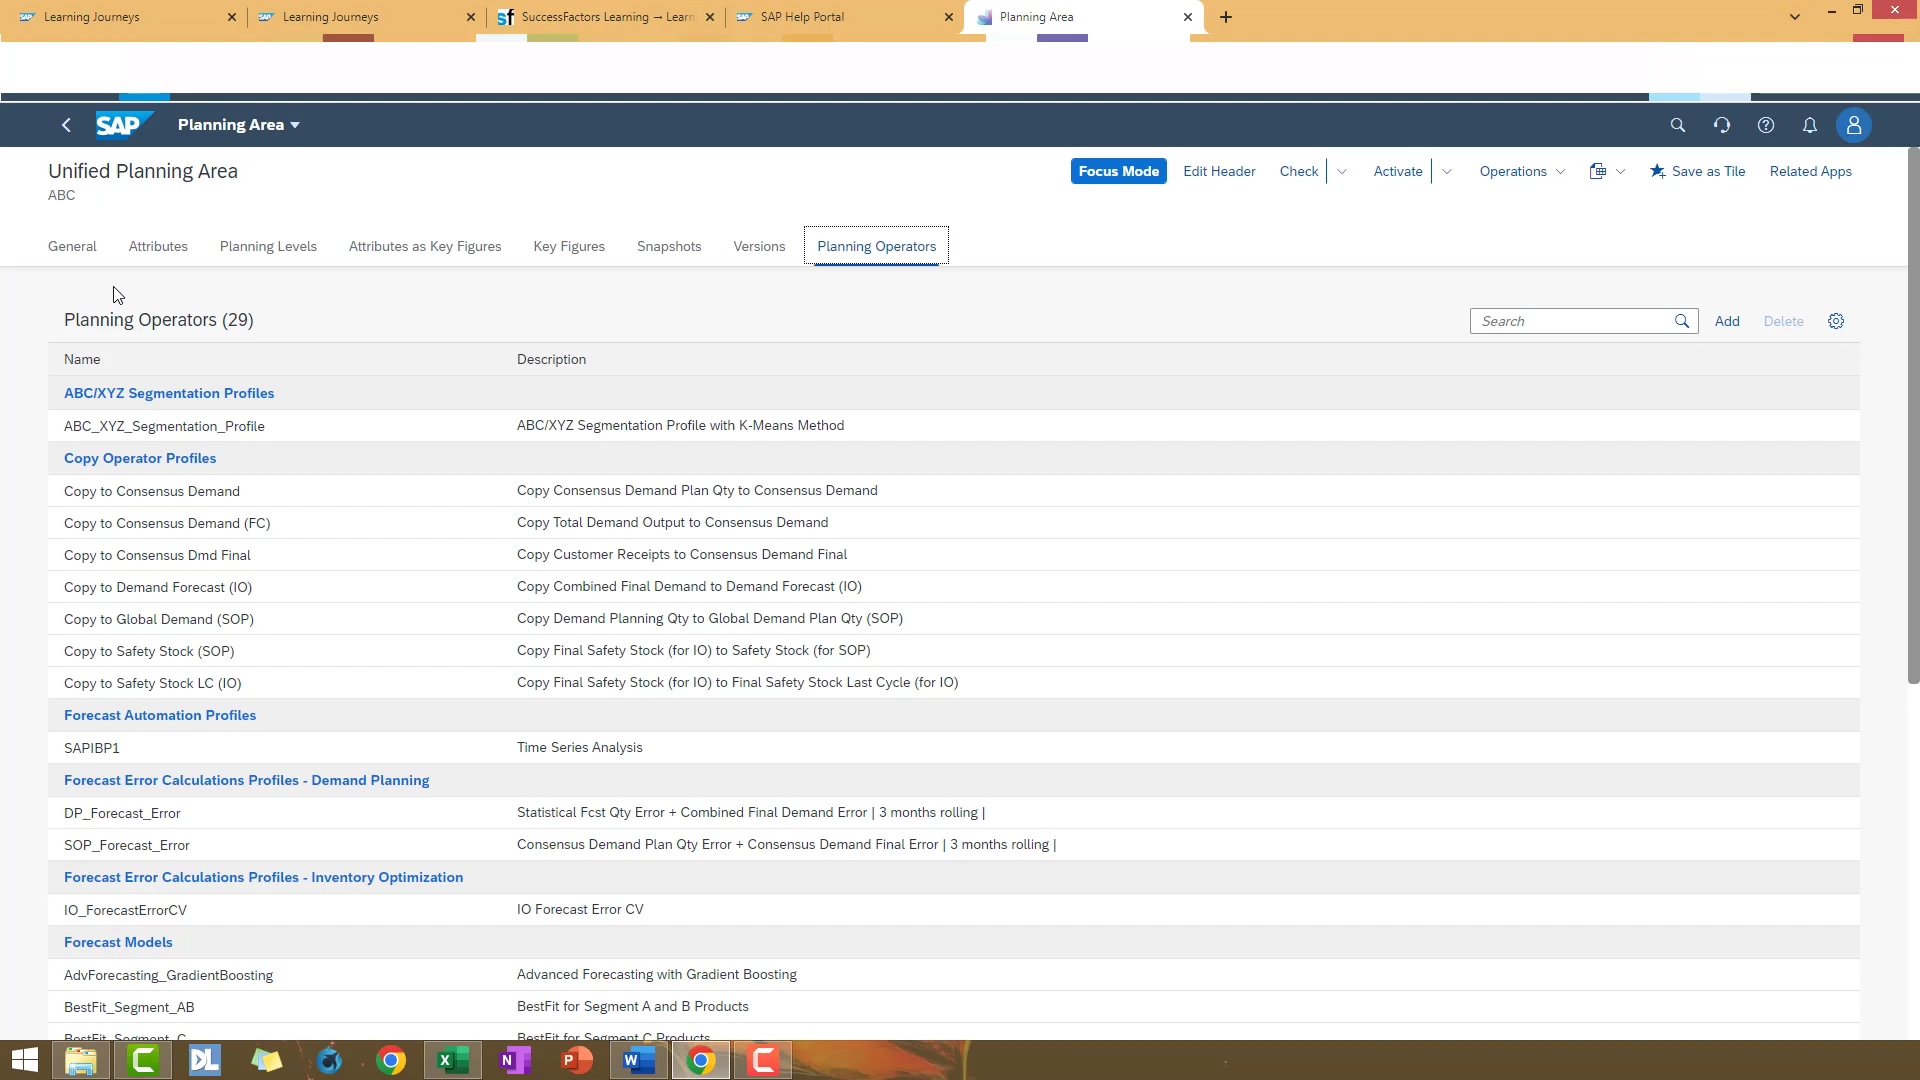 Learning Journeys
Learning Journeys
SuccessFactors Learning → Learn
SAP Help Portal
Planning Area
SAP Planning Area
Unified Planning Area
ABC
Focus Mode Edit Header Check Activate Operations Save as Tile Related Apps
General Attributes Planning Levels Attributes as Key Figures Key Figures Snapshots Versions Planning Operators
Planning Operators (29)
Search Add Delete
Name Description
ABC/XYZ Segmentation Profiles
ABC_XYZ_Segmentation_Profile ABC/XYZ Segmentation Profile with K-Means Method
Copy Operator Profiles
Copy to Consensus Demand Copy Consensus Demand Plan Qty to Consensus Demand
Copy to Consensus Demand (FC) Copy Total Demand Output to Consensus Demand
Copy to Consensus Dmd Final Copy Customer Receipts to Consensus Demand Final
Copy to Demand Forecast (IO) Copy Combined Final Demand to Demand Forecast (IO)
Copy to Global Demand (SOP) Copy Demand Planning Qty to Global Demand Plan Qty (SOP)
Copy to Safety Stock (SOP) Copy Final Safety Stock (for IO) to Safety Stock (for SOP)
Copy to Safety Stock LC (IO) Copy Final Safety Stock (for IO) to Final Safety Stock Last Cycle (for IO)
Forecast Automation Profiles
SAPIBP1 Time Series Analysis
Forecast Error Calculations Profiles - Demand Planning
DP_Forecast_Error Statistical Fcst Qty Error + Combined Final Demand Error | 3 months rolling |
SOP_Forecast_Error Consensus Demand Plan Qty Error + Consensus Demand Final Error | 3 months rolling |
Forecast Error Calculations Profiles - Inventory Optimization
IO_ForecastErrorCV IO Forecast Error CV
Forecast Models
AdvForecasting_GradientBoosting Advanced Forecasting with Gradient Boosting
BestFit_Segment_AB BestFit for Segment A and B Products
BestFit_Segment_C BestFit for Segment C Products